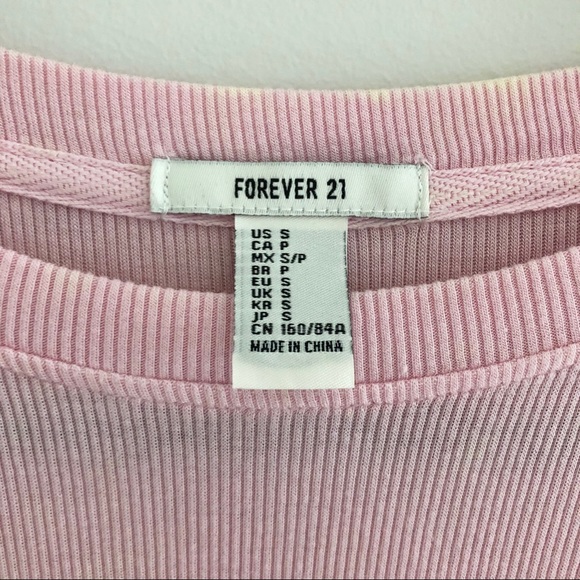 FOREVER 21
US S
CA P
MX S/P
BR P
EU S
UK S
KR S
JP S
CN 160/84A
MADE IN CHINA